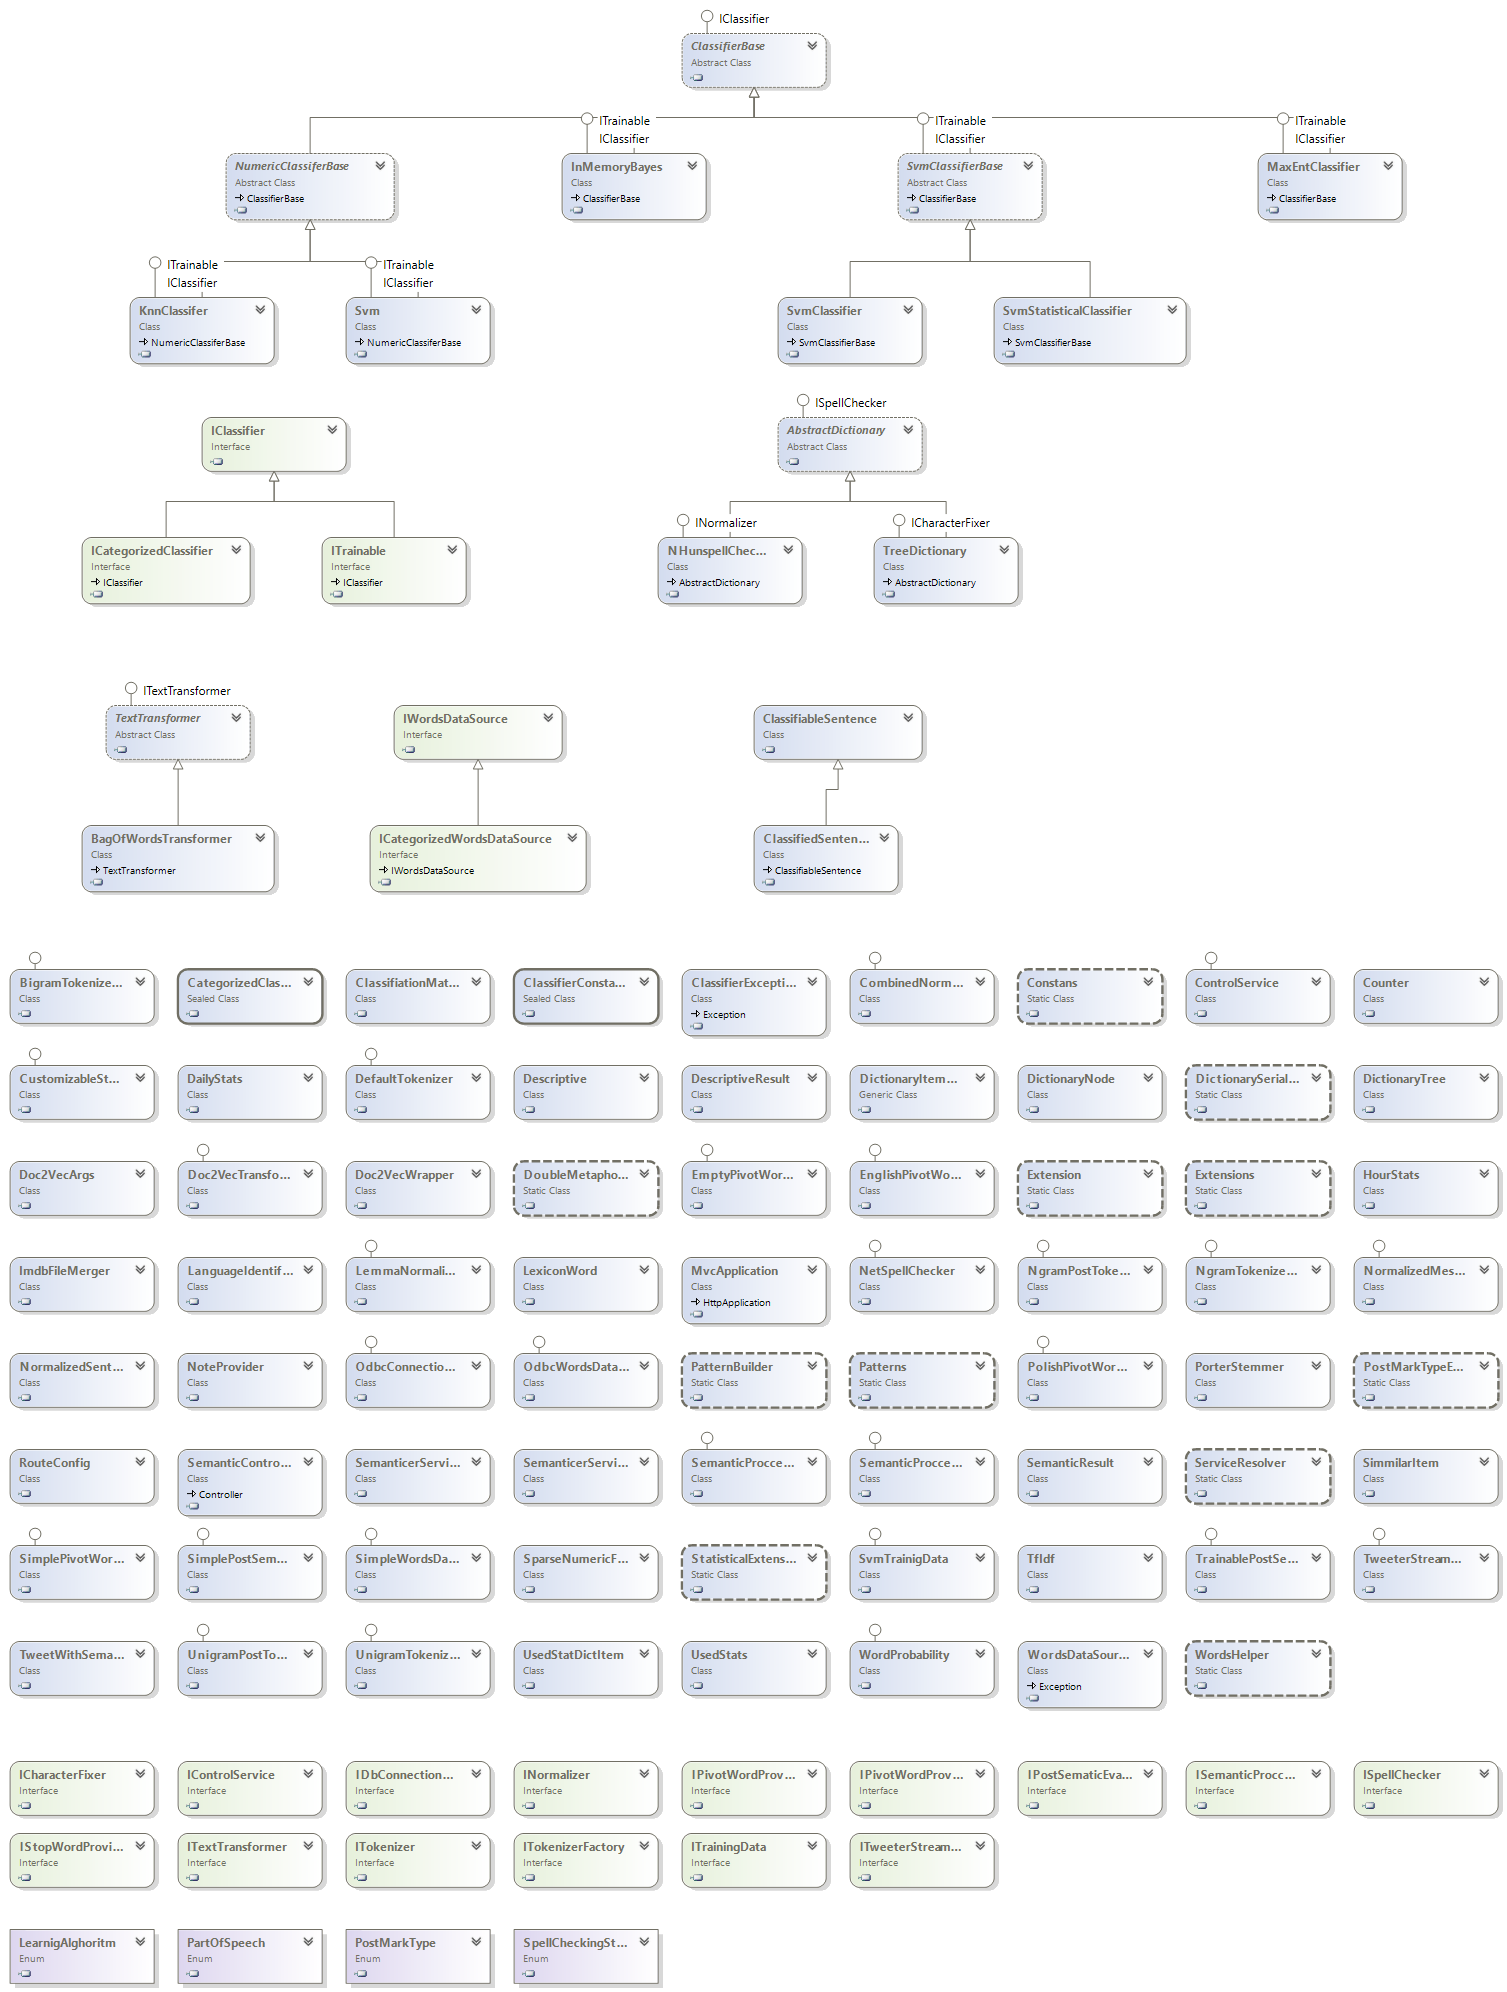 IClassifier
ClassifierBase
Abstract Class
ITrainable
IClassifier
ITrainable
IClassifier
ITrainable
IClassifier
NumericClassiferBase
Abstract Class
ClassifierBase
InMemoryBayes
Class
ClassifierBase
SvmClassifierBase
Abstract Class
ClassifierBase
MaxEntClassifier
Class
ClassifierBase
ITrainable
IClassifier
ITrainable
IClassifier
KnnClassifer
Class
NumericClassiferBase
Svm
Class
NumericClassiferBase
SvmClassifier
Class
SvmClassifierBase
SvmStatisticalClassifier
Class
SvmClassifierBase
IClassifier
Interface
ISpellChecker
AbstractDictionary
Abstract Class
ICategorizedClassifier
Interface
IClassifier
ITrainable
Interface
IClassifier
INormalizer
NHunspellChec...
Class
AbstractDictionary
ICharacterFixer
TreeDictionary
Class
AbstractDictionary
ITextTransformer
TextTransformer
Abstract Class
IWordsDataSource
Interface
ClassifiableSentence
Class
BagOfWordsTransformer
Class
TextTransformer
ICategorizedWordsDataSource
Interface
IWordsDataSource
ClassifiedSenten...
Class
ClassifiableSentence
BigramTokenize...
Class
CategorizedClas...
Sealed Class
ClassifiationMat...
Class
ClassifierConsta...
Sealed Class
ClassifierExcepti...
Class
Exception
CombinedNorm...
Class
Constans
Static Class
ControlService
Class
Counter
Class
CustomizableSt...
Class
DailyStats
Class
DefaultTokenizer
Class
Descriptive
Class
DescriptiveResult
Class
DictionaryItem...
Generic Class
DictionaryNode
Class
DictionarySerial...
Static Class
DictionaryTree
Class
Doc2VecArgs
Class
Doc2VecTransfo...
Class
Doc2VecWrapper
Class
DoubleMetapho...
Static Class
EmptyPivotWor...
Class
EnglishPivotWo...
Class
Extension
Static Class
Extensions
Static Class
HourStats
Class
ImdbFileMerger
Class
LanguageIdentif...
Class
LemmaNormali...
Class
LexiconWord
Class
MvcApplication
Class
HttpApplication
NetSpellChecker
Class
NgramPostToke...
Class
NgramTokenize...
Class
NormalizedMes...
Class
NormalizedSent...
Class
NoteProvider
Class
OdbcConnectio...
Class
OdbcWordsData...
Class
PatternBuilder
Static Class
Patterns
Static Class
PolishPivotWor...
Class
PorterStemmer
Class
PostMarkTypeE...
Static Class
RouteConfig
Class
SemanticContro...
Class
Controller
SemanticerServi...
Class
SemanticerServi...
Class
SemanticProcce...
Class
SemanticProcce...
Class
SemanticResult
Class
ServiceResolver
Static Class
SimmilarItem
Class
SimplePivotWor...
Class
SimplePostSem...
Class
SimpleWordsDa...
Class
SparseNumericF...
Class
StatisticalExtens...
Static Class
SvmTrainigData
Class
TfIdf
Class
TrainablePostSe...
Class
TweeterStream...
Class
TweetWithSema...
Class
UnigramPostTo...
Class
UnigramTokeniz...
Class
UsedStatDictItem
Class
UsedStats
Class
WordProbability
Class
WordsDataSour...
Class
Exception
WordsHelper
Static Class
ICharacterFixer
Interface
IControlService
Interface
IDbConnection...
Interface
INormalizer
Interface
IPivotWordProv...
Interface
IPivotWordProv...
Interface
IPostSematicEva...
Interface
ISemanticProcc...
Interface
ISpellChecker
Interface
IStopWordProvi...
Interface
ITextTransformer
Interface
ITokenizer
Interface
ITokenizerFactory
Interface
ITrainingData
Interface
ITweeterStream...
Interface
LearnigAlghoritm
Enum
PartOfSpeech
Enum
PostMarkType
Enum
SpellCheckingSt...
Enum